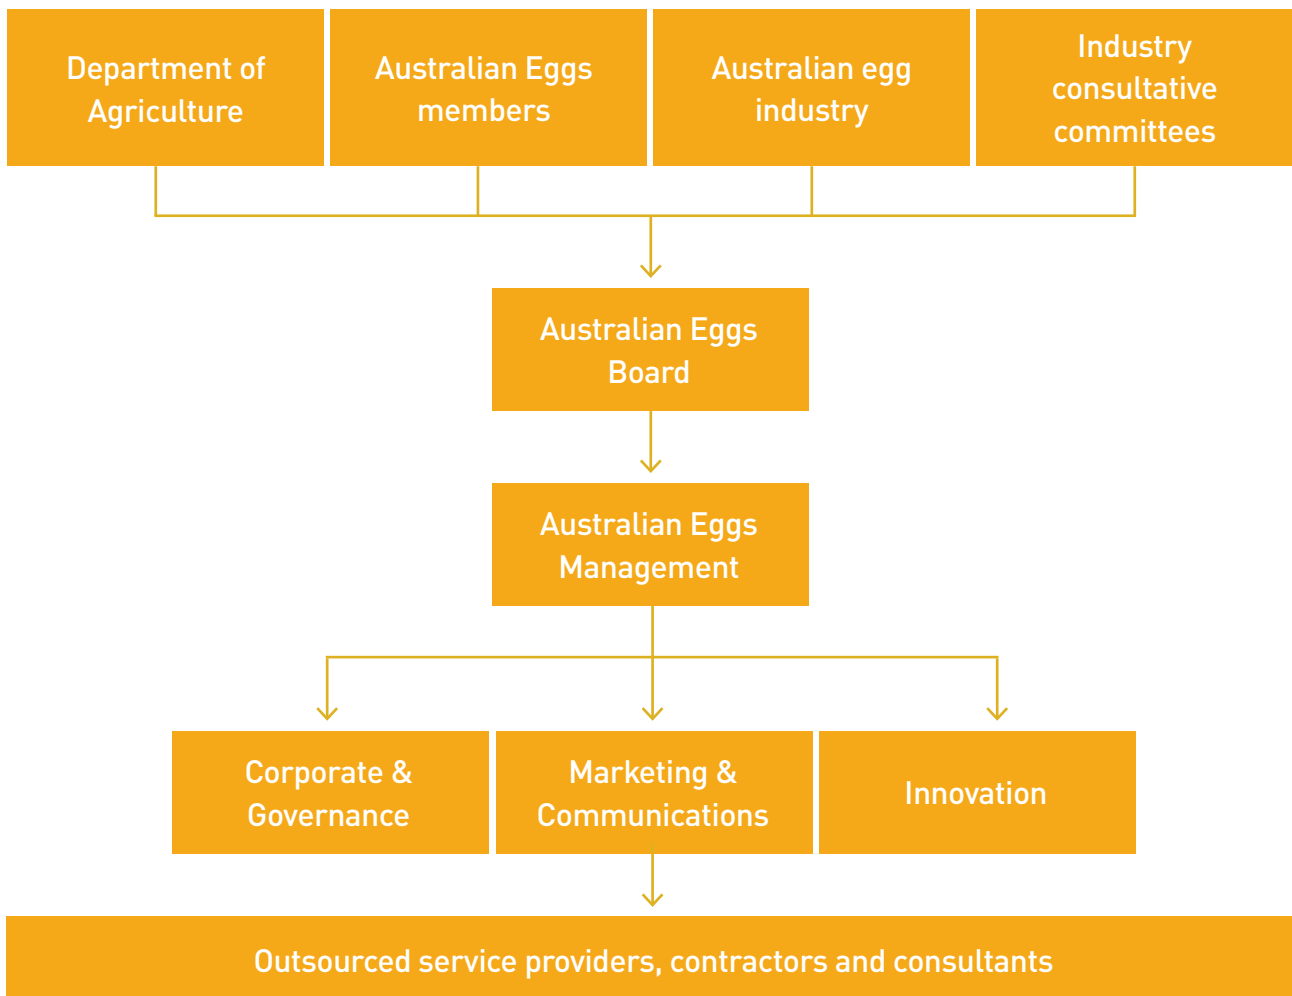 Department of
Agriculture
Australian Eggs
members
Australian egg
industry
Industry
consultative
committees
Australian Eggs
Board
Australian Eggs
Management
Corporate &
Governance
Marketing &
Communications
Innovation
Outsourced service providers, contractors and consultants